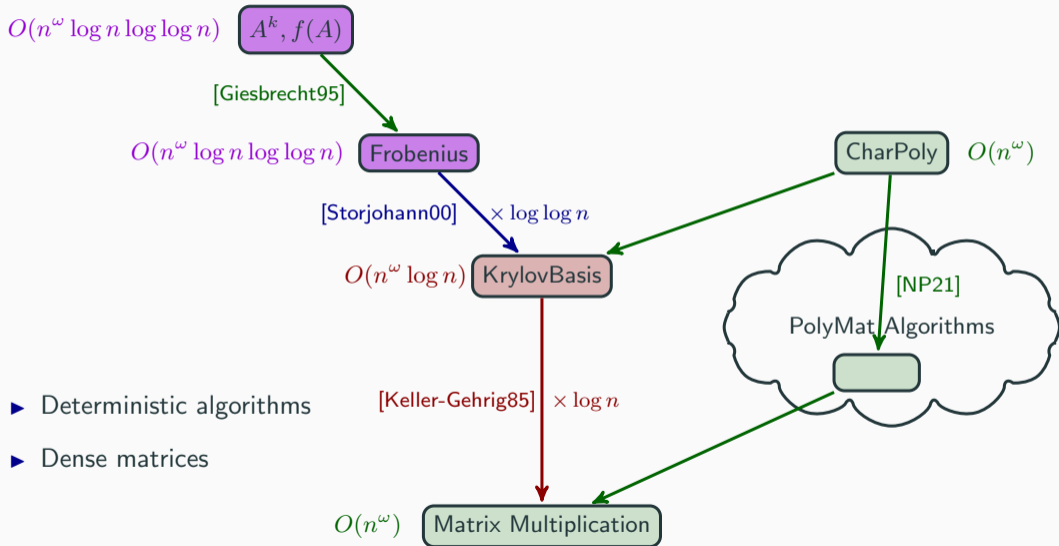 O(n^ω log n log log n)
A^k, f(A)
[Giesbrecht95]
O(n^ω log n log log n)
Frobenius
CharPoly
O(n^ω)
[Storjohann00]
× log log n
O(n^ω log n)
KrylovBasis
[NP21]
PolyMat Algorithms
► Deterministic algorithms
[Keller-Gehrig85]
× log n
► Dense matrices
O(n^ω)
Matrix Multiplication